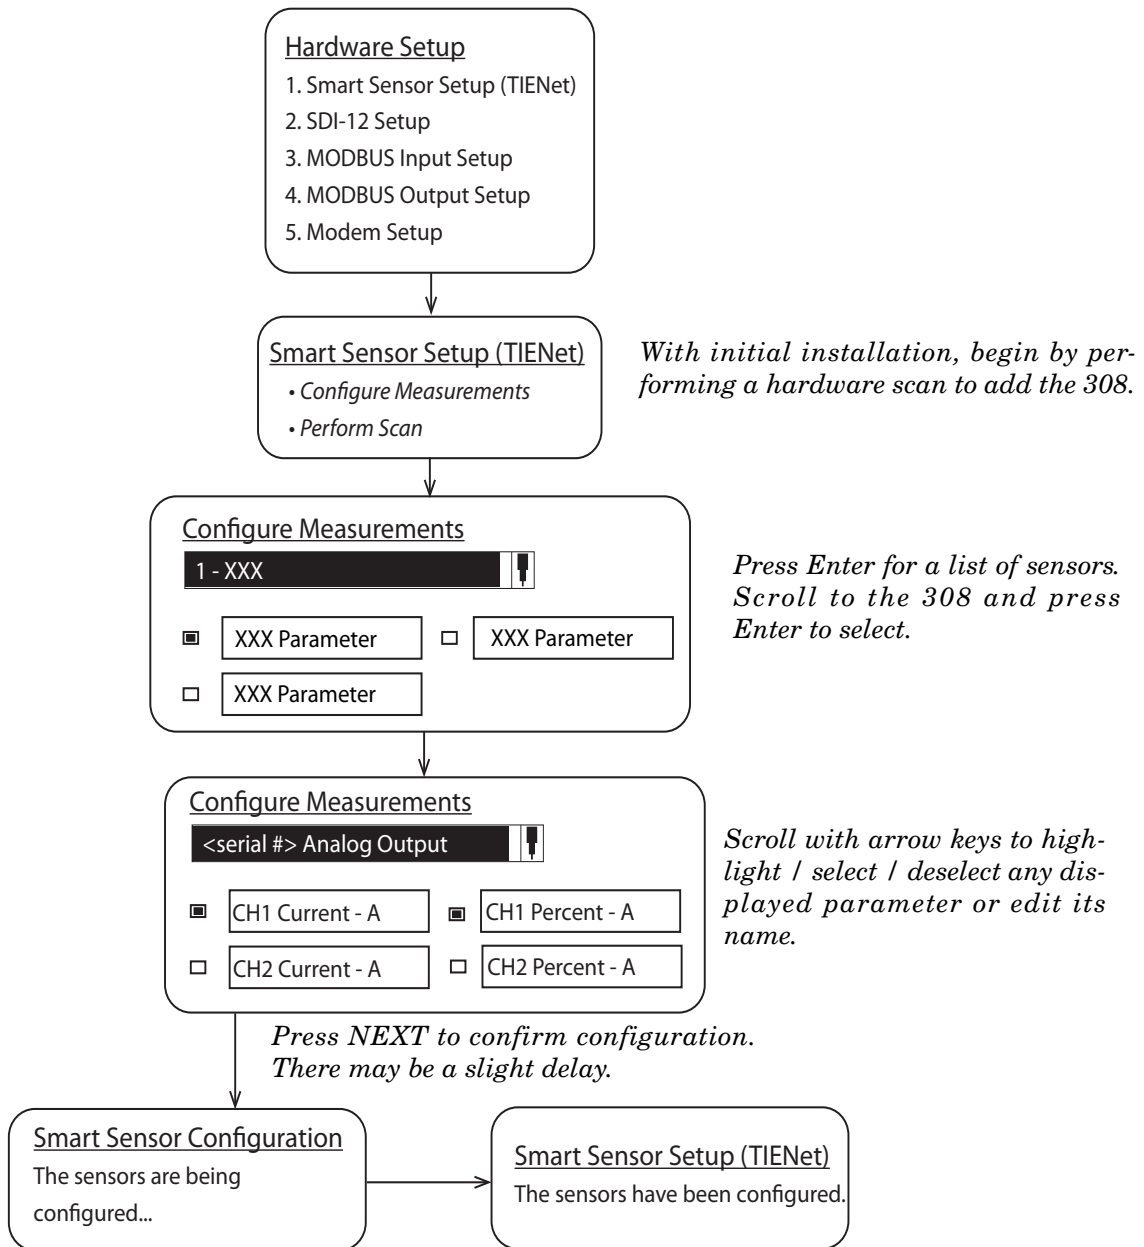 Hardware Setup
1. Smart Sensor Setup (TIENet)
2. SDI-12 Setup
3. MODBUS Input Setup
4. MODBUS Output Setup
5. Modem Setup
Smart Sensor Setup (TIENet)
• Configure Measurements
• Perform Scan
With initial installation, begin by per-
forming a hardware scan to add the 308.
Configure Measurements
1 - XXX
XXX Parameter
XXX Parameter
XXX Parameter
Press Enter for a list of sensors.
Scroll to the 308 and press
Enter to select.
Configure Measurements
<serial #> Analog Output
CH1 Current - A
CH1 Percent - A
CH2 Current - A
CH2 Percent - A
Scroll with arrow keys to high-
light / select / deselect any dis-
played parameter or edit its
name.
Press NEXT to confirm configuration.
There may be a slight delay.
Smart Sensor Configuration
The sensors are being
configured...
Smart Sensor Setup (TIENet)
The sensors have been configured.